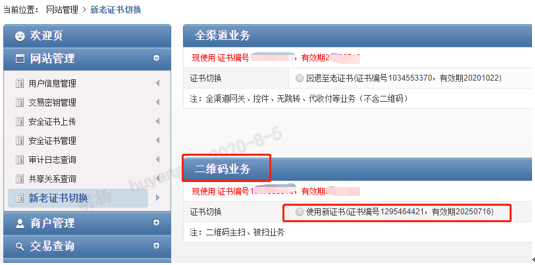 当前位置： 网站管理 > 新老证书切换
欢迎页
网站管理
用户信息管理
交易密钥管理
安全证书上传
安全证书管理
审计日志查询
共享关系查询
新老证书切换
商户管理
交易查询
全渠道业务
现使用 证书编号 ，有效期2
证书切换
回退至老证书(证书编号1034553370，有效期20201022)
注：全渠道网关、控件、无跳转、代收付等业务（不含二维码）
二维码业务
现使用 证书编号 ，有效期
证书切换
使用新证书(证书编号1295464421，有效期20250716)
注：二维码主扫、被扫业务
2020-8-5